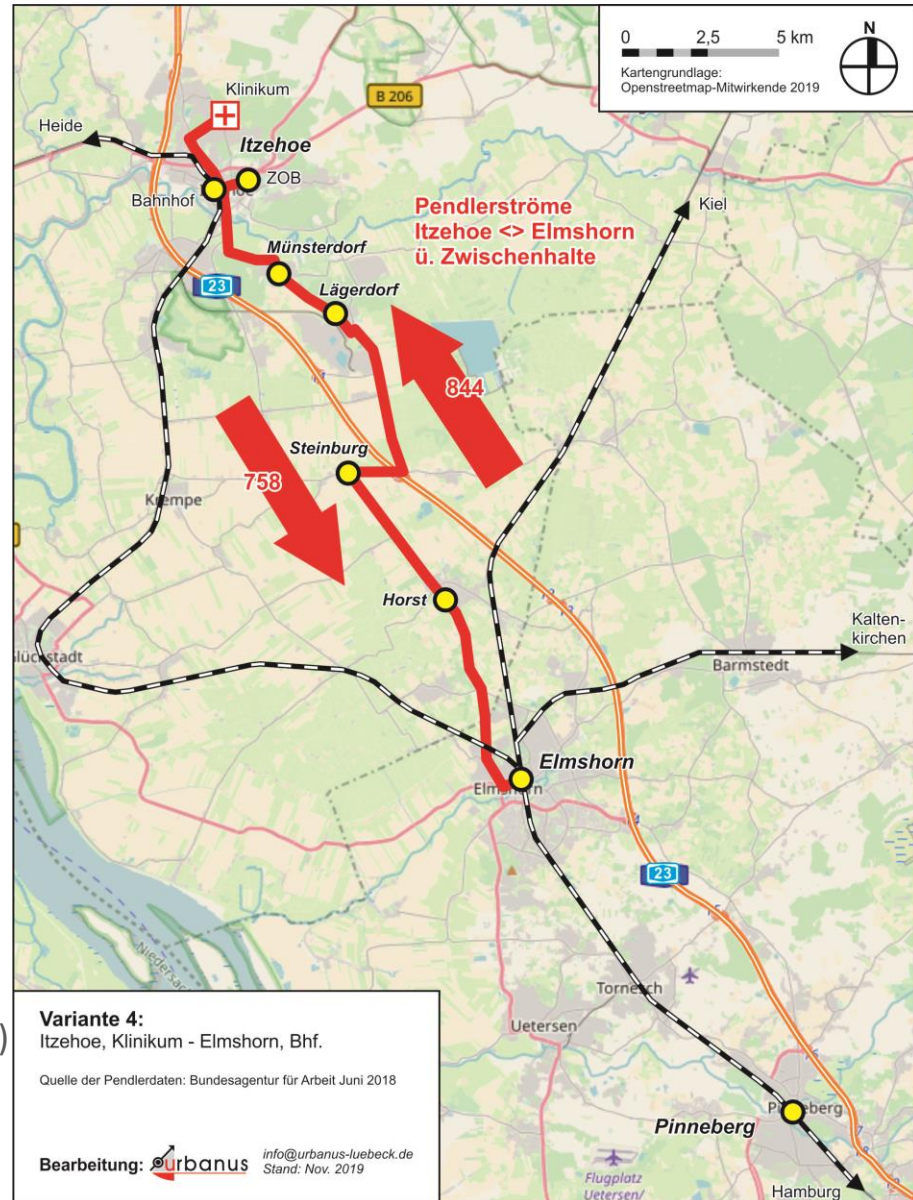 0 2,5 5 km
Kartengrundlage:
Openstreetmap-Mitwirkende 2019
N
Klinikum
B 206
Heide
Itzehoe
ZOB
Bahnhof
Kiel
Pendlerströme
Itzehoe <> Elmshorn
ü. Zwischenhalte
Münsterdorf
23
Lägerdorf
844
Steinburg
758
Krempe
Horst
Kalten-
kirchen
Glückstadt
Barmstedt
Elmshorn
Elmshorn
23
Tornesch
Uetersen
Pinneberg
Pinneberg
Flugplatz
Uetersen/
Hamburg
)
Variante 4:
Itzehoe, Klinikum - Elmshorn, Bhf.
Quelle der Pendlerdaten: Bundesagentur für Arbeit Juni 2018
Bearbeitung: urbanus info@urbanus-luebeck.de
Stand: Nov. 2019